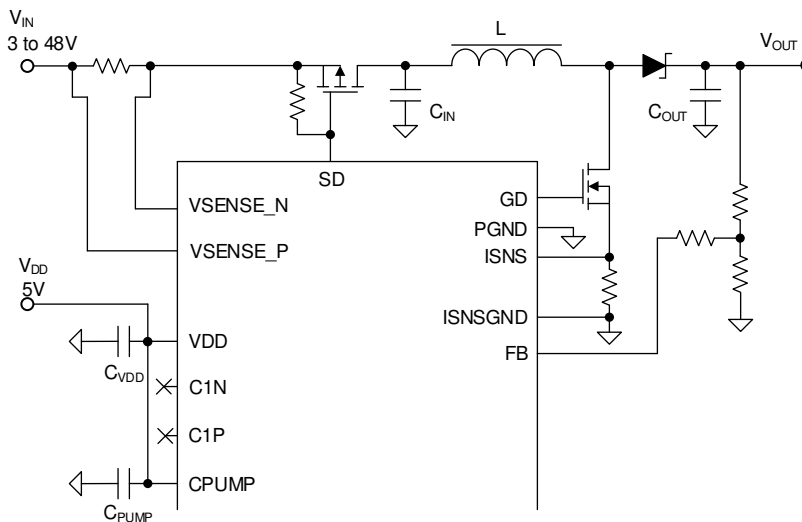 VIN
3 to 48V
L
VOUT
CIN
COUT
SD
GD
VSENSE_N
PGND
VSENSE_P
ISNS
VDD
5V
ISNSGND
VDD
FB
CVDD
C1N
C1P
CPUMP
CPUMP